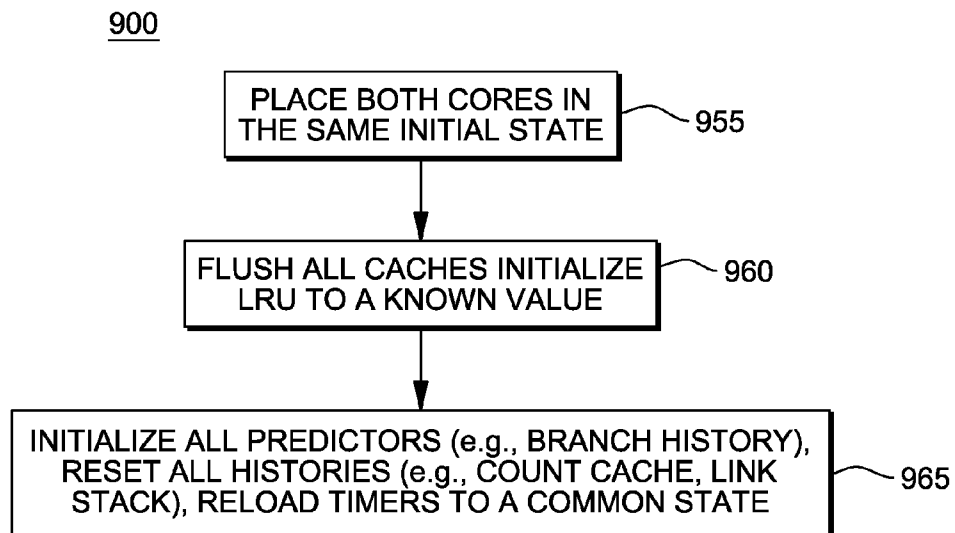 900
PLACE BOTH CORES IN
THE SAME INITIAL STATE
955
FLUSH ALL CACHES INITIALIZE
LRU TO A KNOWN VALUE
960
INITIALIZE ALL PREDICTORS (e.g., BRANCH HISTORY),
RESET ALL HISTORIES (e.g., COUNT CACHE, LINK
STACK), RELOAD TIMERS TO A COMMON STATE
965